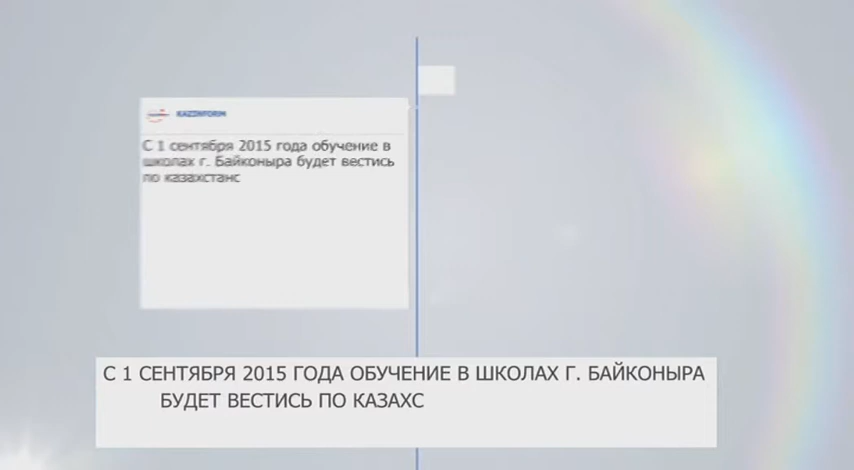 KAZINFORM
С 1 сентября 2015 года обучение в
школах г. Байконыра будет вестись
по казахстанс
С 1 СЕНТЯБРЯ 2015 ГОДА ОБУЧЕНИЕ В ШКОЛАХ Г. БАЙКОНЫРА
БУДЕТ ВЕСТИСЬ ПО КАЗАХС